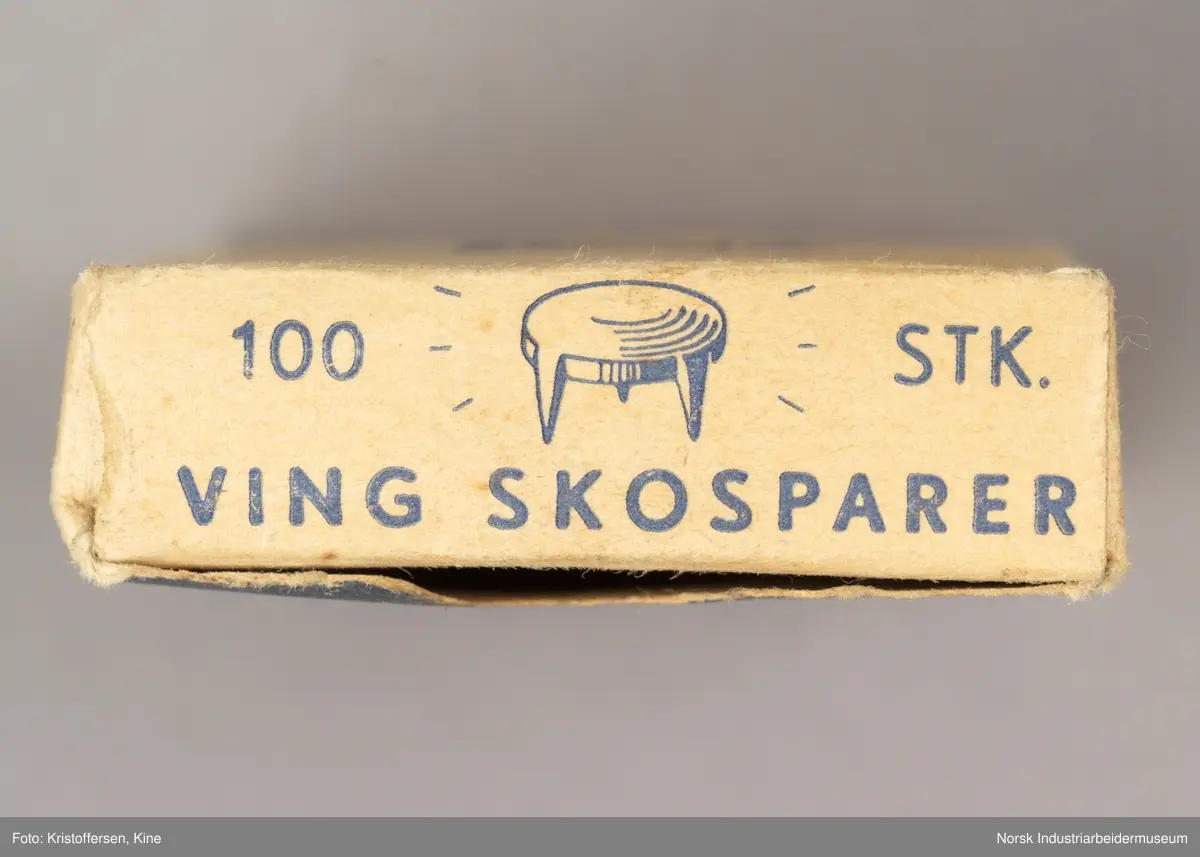 100 STK.
VING SKOSPARER
Foto: Kristoffersen, Kine
Norsk Industriarbeidermuseum